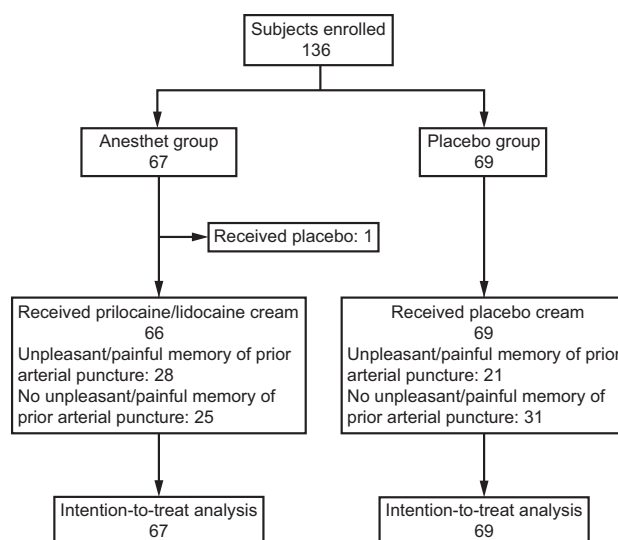 Subjects enrolled
136
Anesthet group
67
Placebo group
69
Received placebo: 1
Received prilocaine/lidocaine cream
66
Unpleasant/painful memory of prior
arterial puncture: 28
No unpleasant/painful memory of
prior arterial puncture: 25
Received placebo cream
69
Unpleasant/painful memory of prior
arterial puncture: 21
No unpleasant/painful memory of
prior arterial puncture: 31
Intention-to-treat analysis
67
Intention-to-treat analysis
69